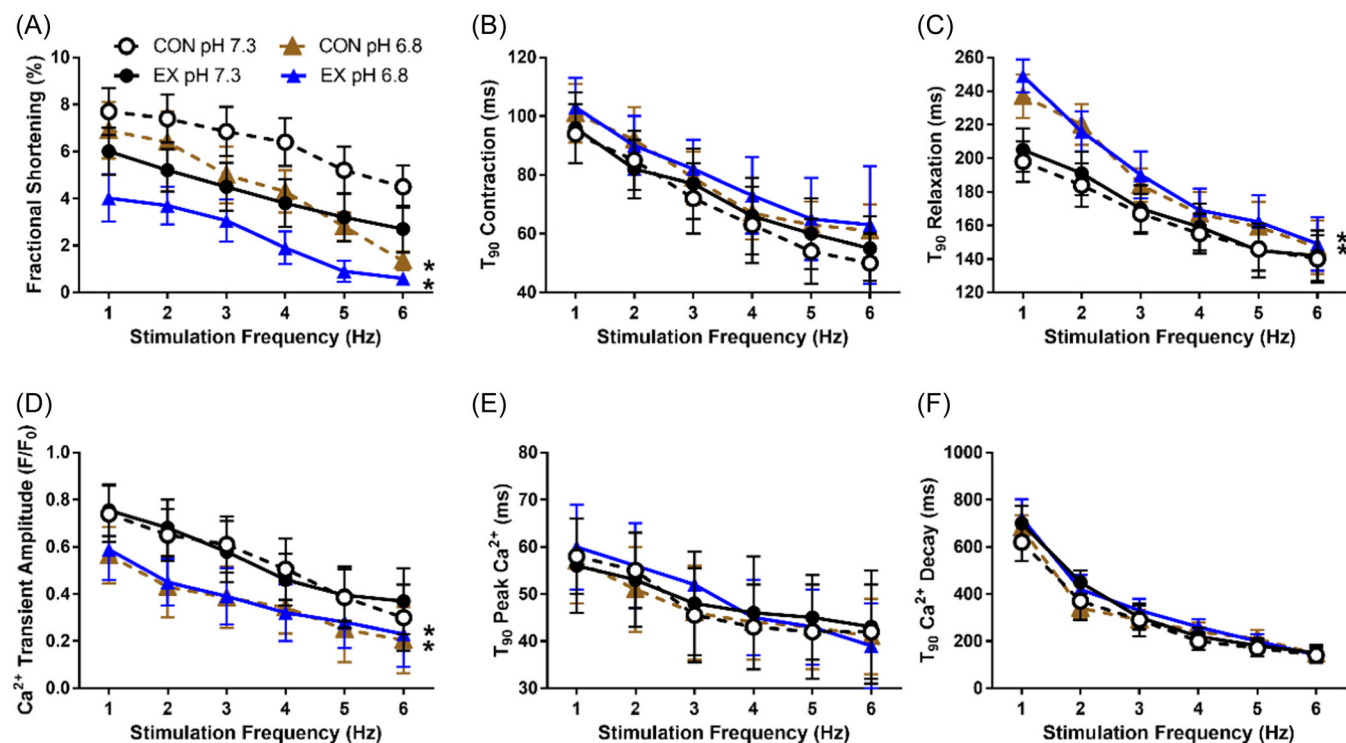 (A)
CON pH 7.3
CON pH 6.8
EX pH 7.3
EX pH 6.8
Fractional Shortening (%)
10
8
6
4
2
0
1 2 3 4 5 6
Stimulation Frequency (Hz)
*
*
(B)
T90 Contraction (ms)
120
100
80
60
40
1 2 3 4 5 6
Stimulation Frequency (Hz)
(C)
T90 Relaxation (ms)
260
240
220
200
180
160
140
120
1 2 3 4 5 6
Stimulation Frequency (Hz)
*
*
(D)
Ca2+ Transient Amplitude (F/F0)
1.0
0.8
0.6
0.4
0.2
0.0
1 2 3 4 5 6
Stimulation Frequency (Hz)
*
*
(E)
T90 Peak Ca2+ (ms)
80
70
60
50
40
30
1 2 3 4 5 6
Stimulation Frequency (Hz)
(F)
T90 Ca2+ Decay (ms)
1000
800
600
400
200
0
1 2 3 4 5 6
Stimulation Frequency (Hz)